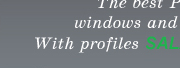 The best P
windows and
With profiles SAL